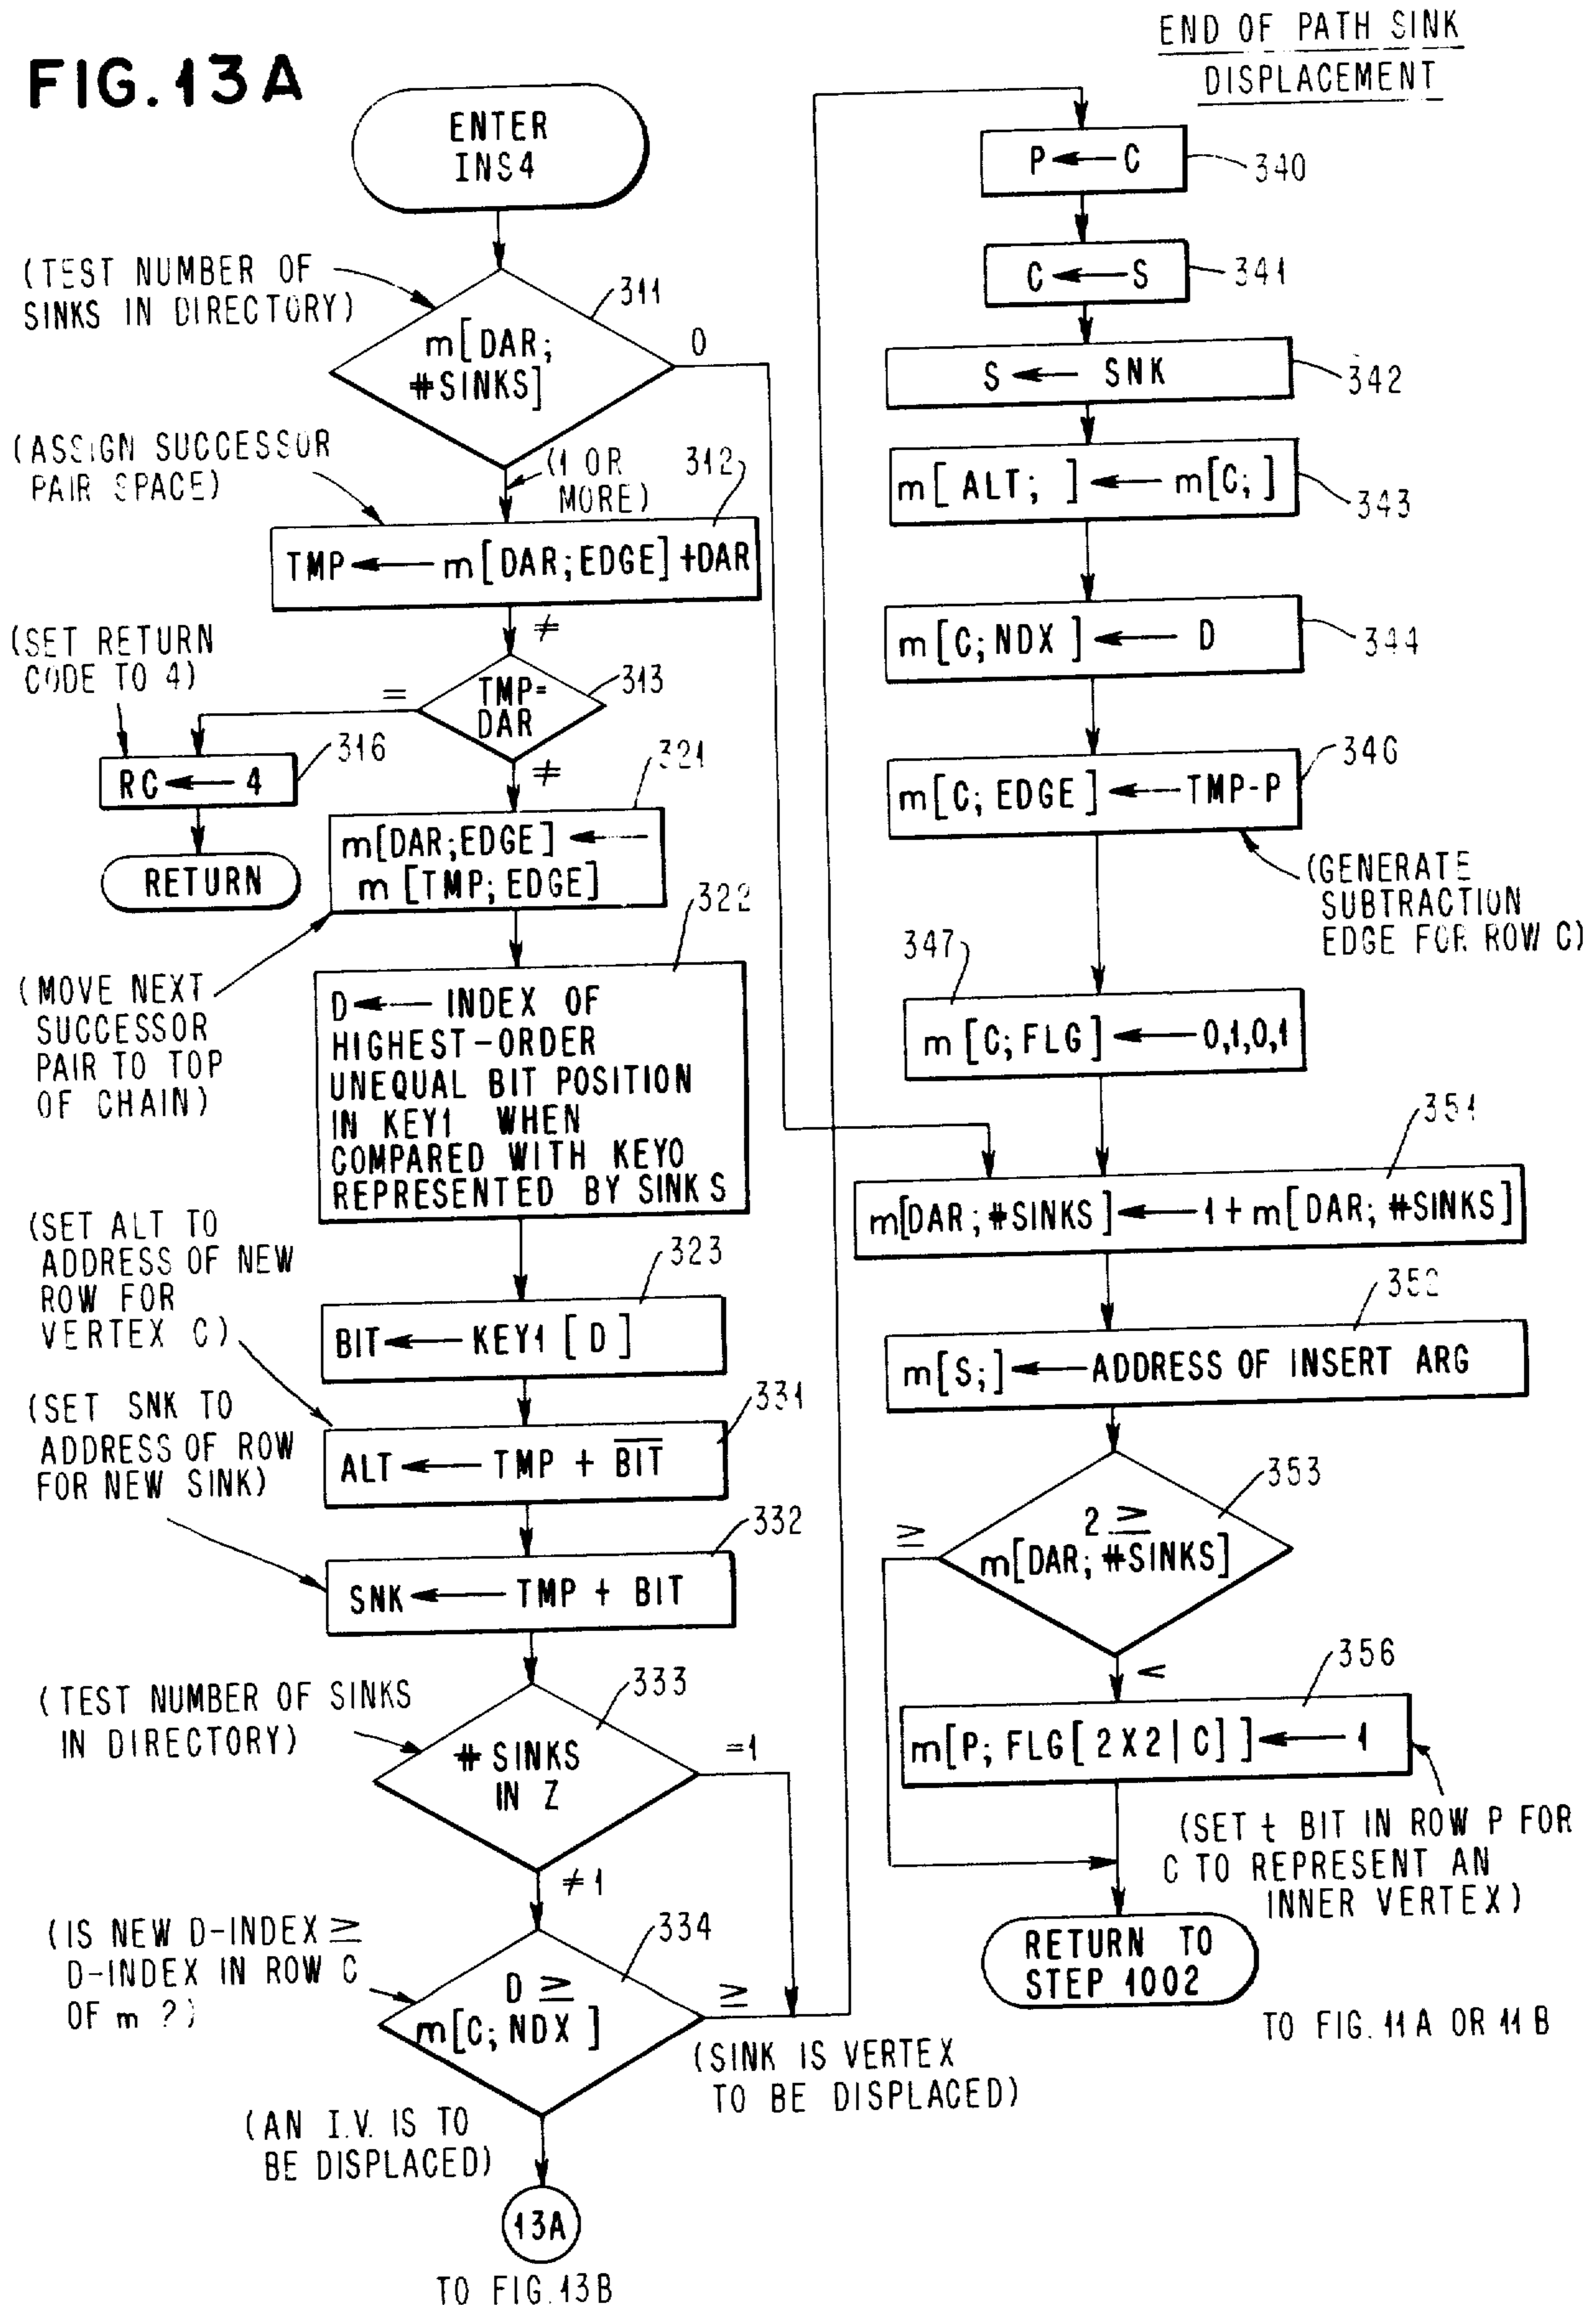 FIG.13A
ENTER
INS4
(TEST NUMBER OF
SINKS IN DIRECTORY)
311
m[DAR;
#SINKS]
0
(ASSIGN SUCCESSOR
PAIR SPACE)
(1 OR
MORE)
312
TMP ← m[DAR;EDGE]+DAR
≠
(SET RETURN
CODE TO 4)
=
TMP=
DAR
313
≠
RC ← 4
316
RETURN
321
m[DAR;EDGE] ←
m[TMP;EDGE]
(MOVE NEXT
SUCCESSOR
PAIR TO TOP
OF CHAIN)
322
D ← INDEX OF
HIGHEST-ORDER
UNEQUAL BIT POSITION
IN KEY1 WHEN
COMPARED WITH KEY0
REPRESENTED BY SINK S
(SET ALT TO
ADDRESS OF NEW
ROW FOR
VERTEX C)
323
BIT ← KEY1[D]
331
ALT ← TMP + B̅I̅T̅
(SET SNK TO
ADDRESS OF ROW
FOR NEW SINK)
332
SNK ← TMP + BIT
(TEST NUMBER OF SINKS
IN DIRECTORY)
333
# SINKS
IN Z
=1
≠1
(IS NEW D-INDEX ≥
D-INDEX IN ROW C
OF m ?)
334
D ≥
m[C;NDX]
≥
(SINK IS VERTEX
TO BE DISPLACED)
(AN I.V. IS TO
BE DISPLACED)
13A
TO FIG.13B
END OF PATH SINK
DISPLACEMENT
P ← C
340
C ← S
341
S ← SNK
342
m[ALT; ] ← m[C;]
343
m[C;NDX] ← D
344
m[C;EDGE] ← TMP-P
346
(GENERATE
SUBTRACTION
EDGE FOR ROW C)
347
m[C;FLG] ← 0,1,0,1
351
m[DAR;#SINKS] ← 1+m[DAR;#SINKS]
352
m[S;] ← ADDRESS OF INSERT ARG
353
2 ≥
m[DAR;#SINKS]
≥
<
356
m[P;FLG[2X2|C]] ← 1
(SET t BIT IN ROW P FOR
C TO REPRESENT AN
INNER VERTEX)
RETURN TO
STEP 1002
TO FIG. 11A OR 11B